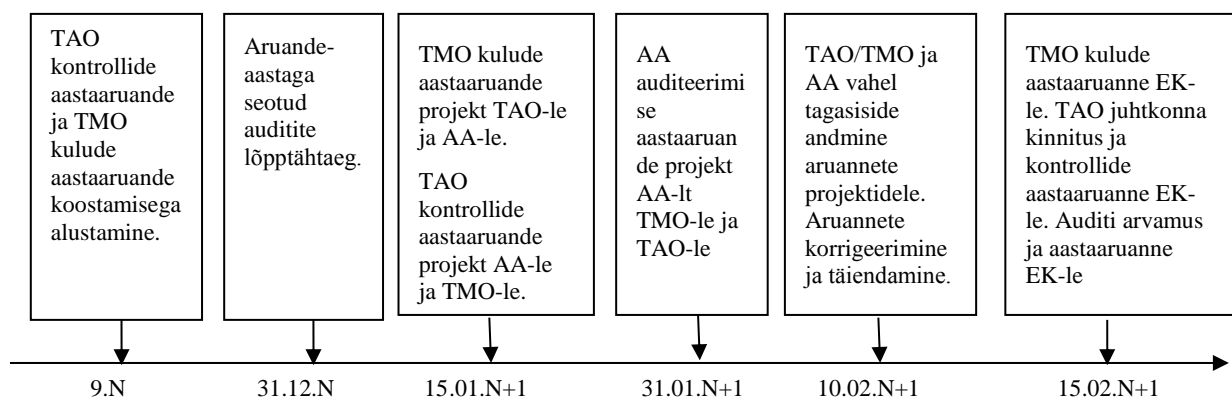 TAO
kontrollide
aastaaruande
ja TMO
kulude
aastaaruande
koostamisega
alustamine.
Aruande-
aastaga
seotud
auditite
lõpptähtaeg.
TMO kulude
aastaaruande
projekt TAO-le
ja AA-le.
TAO
kontrollide
aastaaruande
projekt AA-le
ja TMO-le.
AA
auditeerimi
se
aastaaruan
de projekt
AA-lt
TMO-le ja
TAO-le
TAO/TMO ja
AA vahel
tagasiside
andmine
aruannete
projektidele.
Aruannete
korrigeerimine
ja täiendamine.
TMO kulude
aastaaruanne EK-
le. TAO juhtkonna
kinnitus ja
kontrollide
aastaaruanne EK-
le. Auditi arvamus
ja aastaaruanne
EK-le
9.N
31.12.N
15.01.N+1
31.01.N+1
10.02.N+1
15.02.N+1